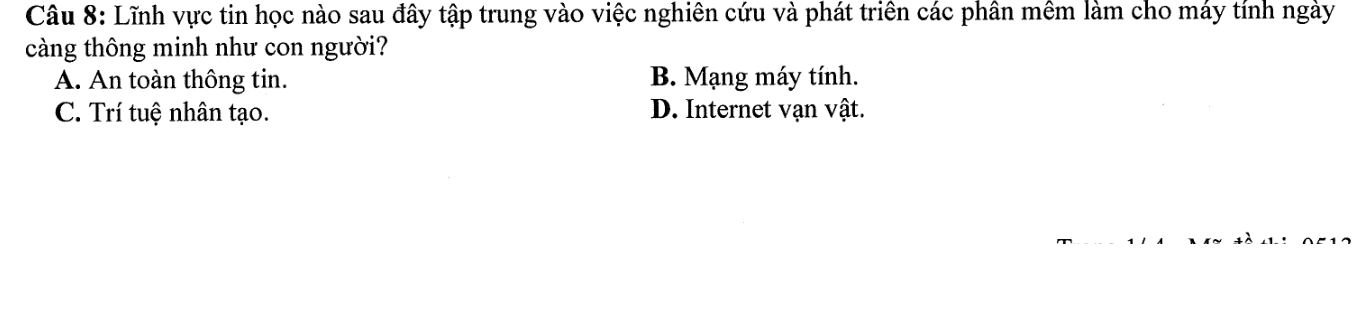 Câu 8: Lĩnh vực tin học nào sau đây tập trung vào việc nghiên cứu và phát triển các phần mềm làm cho máy tính ngày
càng thông minh như con người?
A. An toàn thông tin. B. Mạng máy tính.
C. Trí tuệ nhân tạo. D. Internet vạn vật.